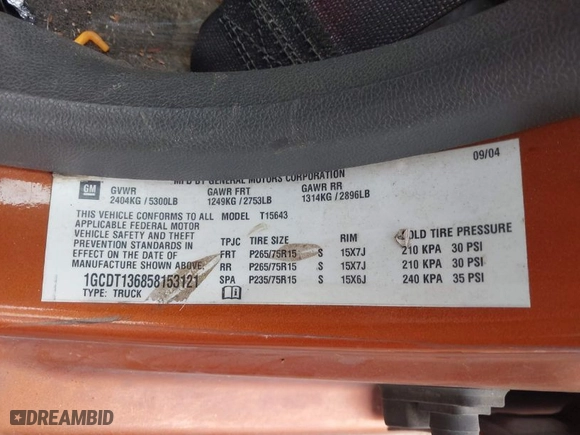 MFD BY GENERAL MOTORS CORPORATION 09/04
GM GVWR GAWR FRT GAWR RR
2404KG / 5300LB 1249KG / 2753LB 1314KG / 2896LB
THIS VEHICLE CONFORMS TO ALL MODEL T15643
APPLICABLE FEDERAL MOTOR
VEHICLE SAFETY AND THEFT COLD TIRE PRESSURE
PREVENTION STANDARDS IN TPJC TIRE SIZE RIM
EFFECT ON THE DATE OF FRT P265/75R15 S 15X7J 210 KPA 30 PSI
MANUFACTURE SHOWN ABOVE. RR P265/75R15 S 15X7J 210 KPA 30 PSI
1GCDT136858153121 SPA P235/75R15 S 15X6J 240 KPA 35 PSI
TYPE: TRUCK
DREAMBID